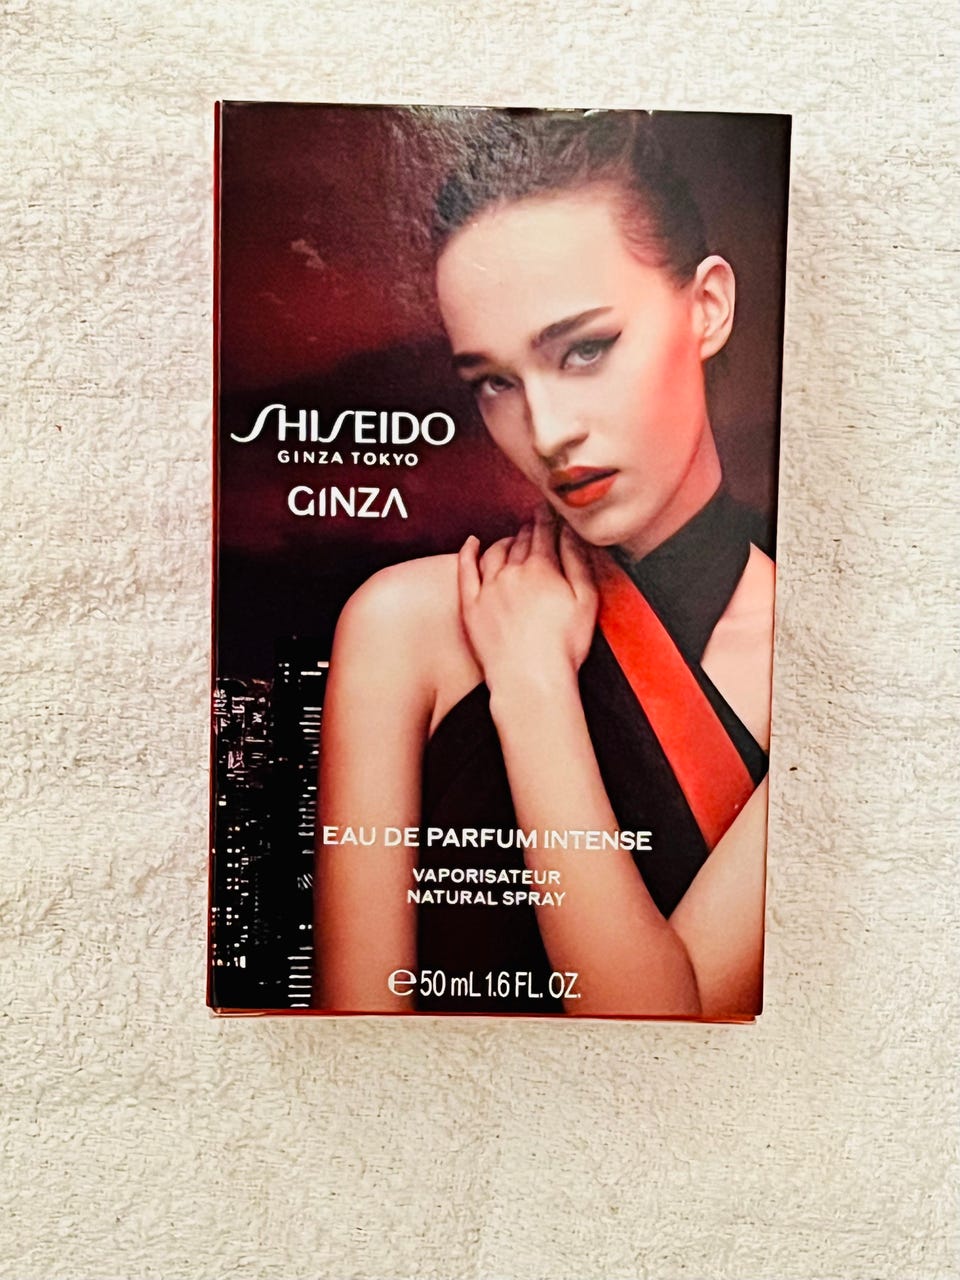 SHISEIDO
GINZA TOKYO
GINZA
EAU DE PARFUM INTENSE
VAPORISATEUR
NATURAL SPRAY
℮ 50 mL 1.6 FL. OZ.